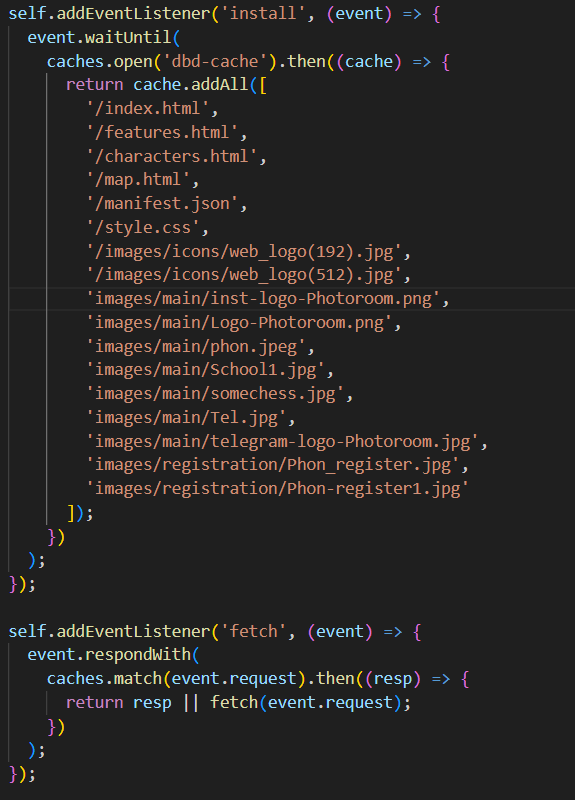 self.addEventListener('install', (event) => {
  event.waitUntil(
    caches.open('dbd-cache').then((cache) => {
      return cache.addAll([
        '/index.html',
        '/features.html',
        '/characters.html',
        '/map.html',
        '/manifest.json',
        '/style.css',
        '/images/icons/web_logo(192).jpg',
        '/images/icons/web_logo(512).jpg',
        'images/main/inst-logo-Photoroom.png',
        'images/main/Logo-Photoroom.png',
        'images/main/phon.jpeg',
        'images/main/School1.jpg',
        'images/main/somechess.jpg',
        'images/main/Tel.jpg',
        'images/main/telegram-logo-Photoroom.jpg',
        'images/registration/Phon_register.jpg',
        'images/registration/Phon-register1.jpg'
      ]);
    })
  );
});

self.addEventListener('fetch', (event) => {
  event.respondWith(
    caches.match(event.request).then((resp) => {
      return resp || fetch(event.request);
    })
  );
});